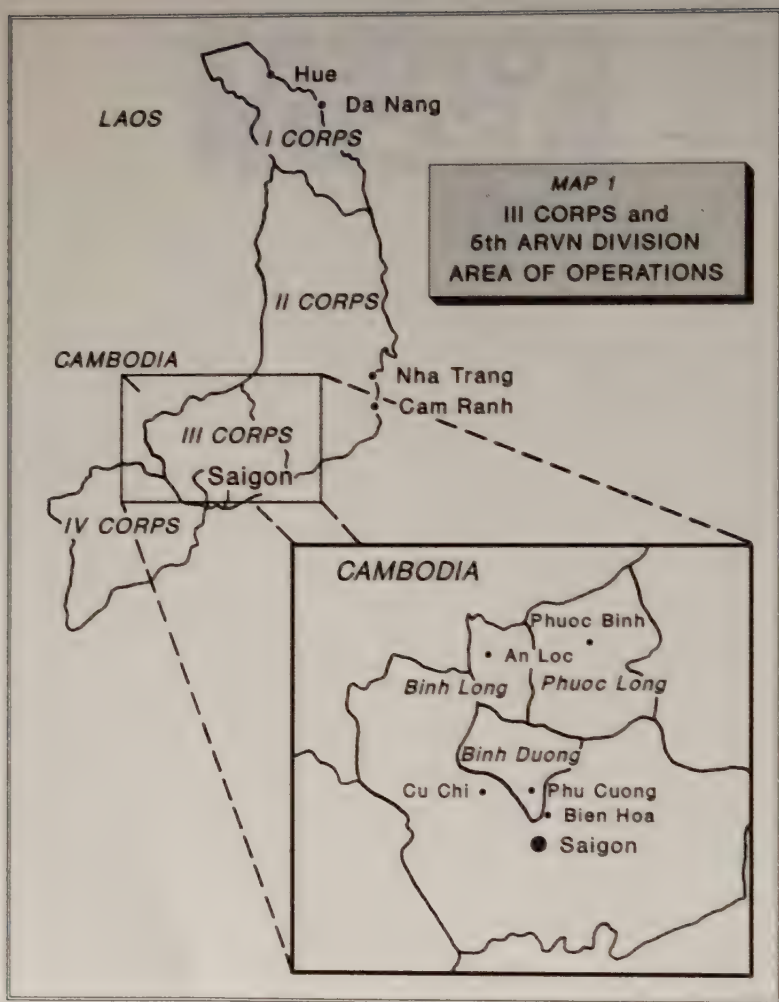 Hue
Da Nang
LAOS
I CORPS
MAP 1
III CORPS and
5th ARVN DIVISION
AREA OF OPERATIONS
II CORPS
CAMBODIA
Nha Trang
Cam Ranh
III CORPS
Saigon
IV CORPS
CAMBODIA
Phuoc Binh
An Loc
Binh Long
Phuoc Long
Binh Duong
Cu Chi
Phu Cuong
Bien Hoa
Saigon